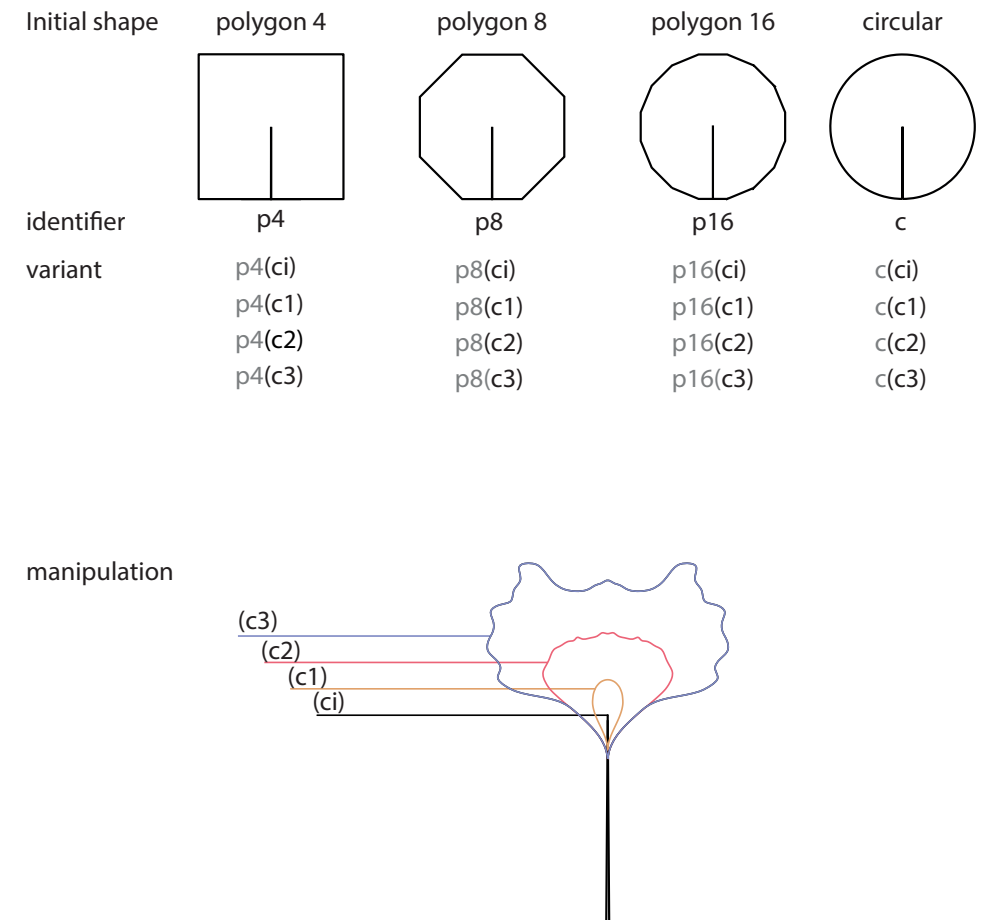 Initial shape polygon 4 polygon 8 polygon 16 circular
identifier p4 p8 p16 c
variant p4(ci) p8(ci) p16(ci) c(ci)
p4(c1) p8(c1) p16(c1) c(c1)
p4(c2) p8(c2) p16(c2) c(c2)
p4(c3) p8(c3) p16(c3) c(c3)
manipulation
(c3)
(c2)
(c1)
(ci)